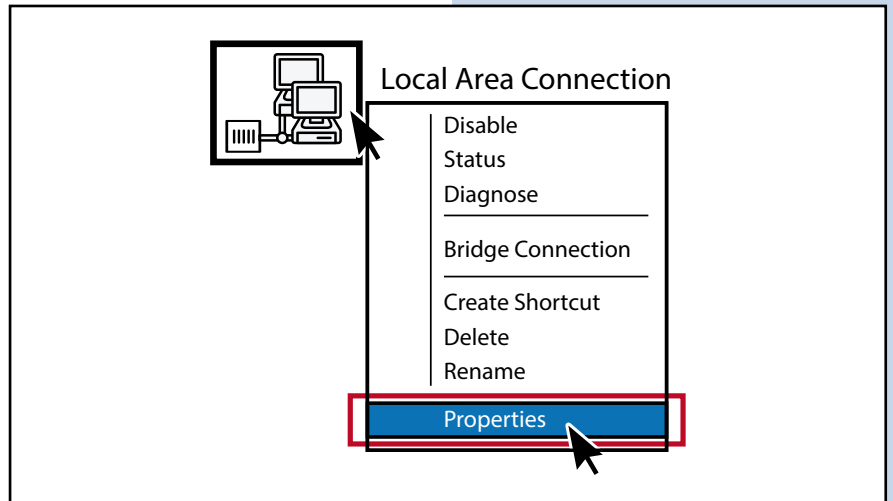 Local Area Connection
Disable
Status
Diagnose
Bridge Connection
Create Shortcut
Delete
Rename
Properties